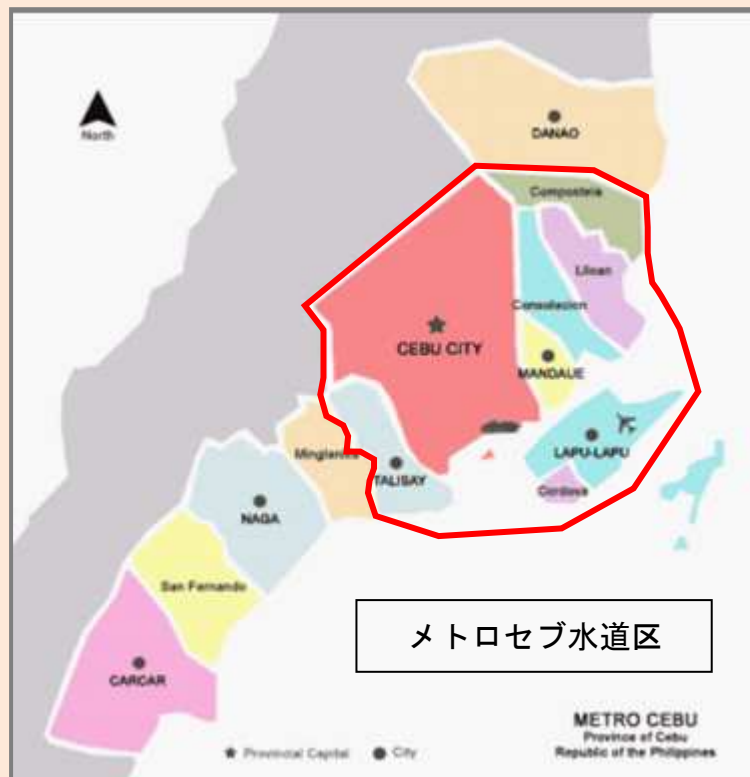 North
DANAO
Compostela
Liloan
Consolacion
CEBU CITY
MANDAUE
LAPU-LAPU
Cordova
Minglanilla
TALISAY
NAGA
San Fernando
CARCAR
メトロセブ水道区
METRO CEBU
Province of Cebu
Republic of the Philippines
Provincial Capital
City